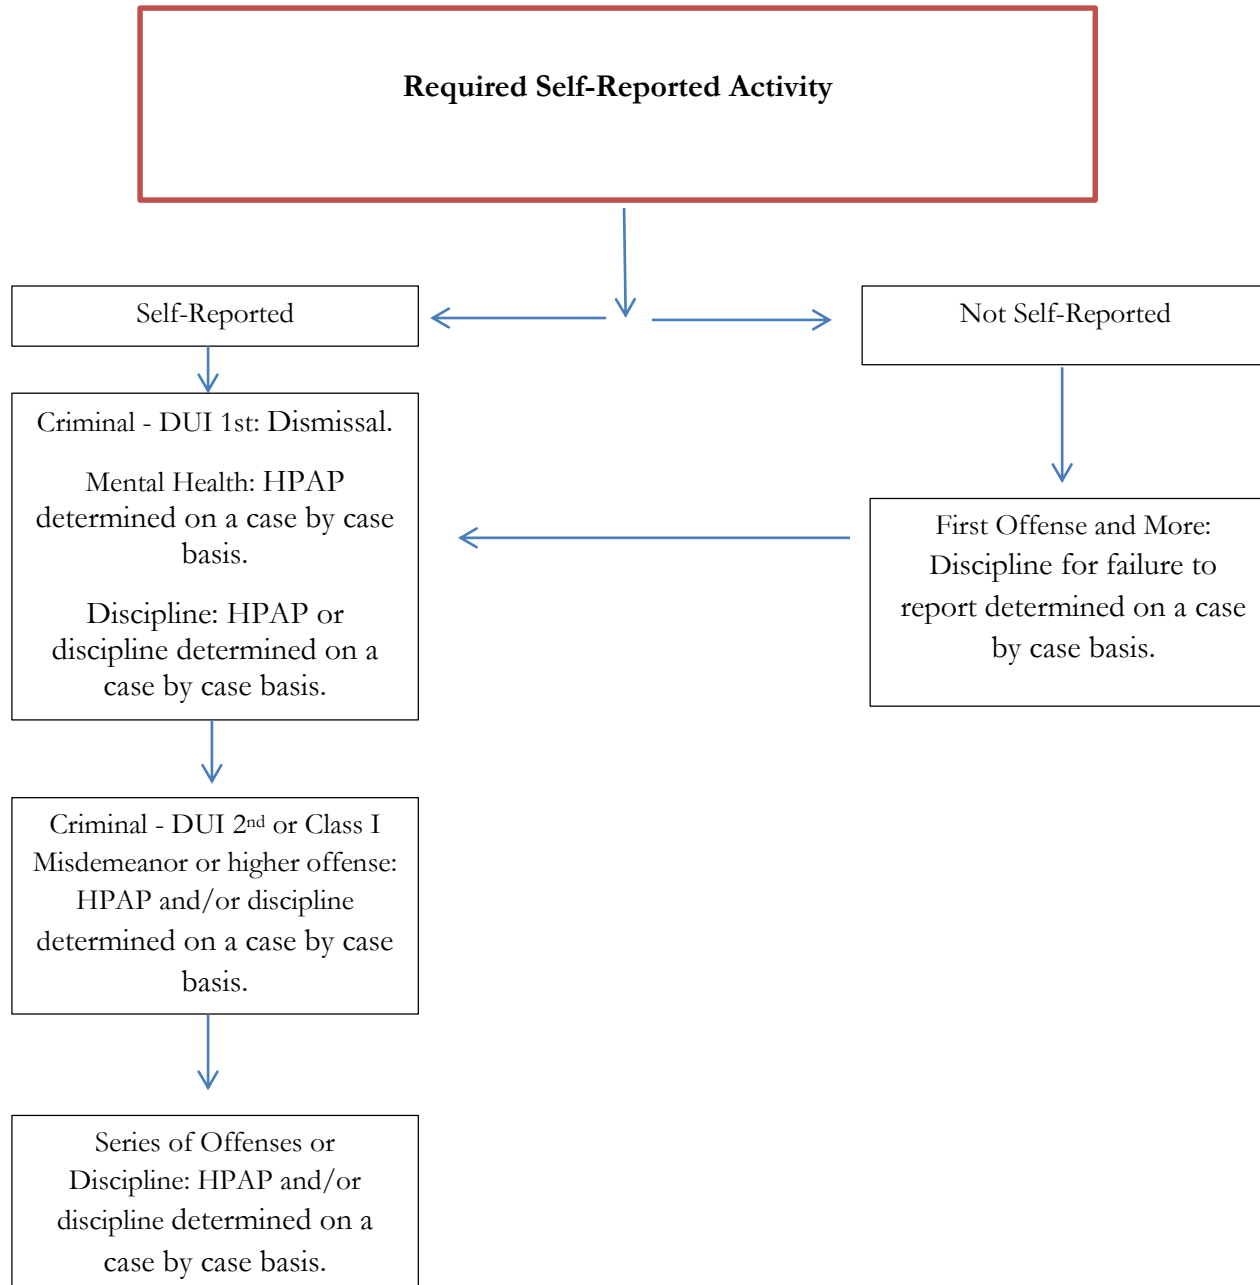 Required Self-Reported Activity
Self-Reported
Not Self-Reported
Criminal - DUI 1st: Dismissal.
Mental Health: HPAP
determined on a case by case
basis.
Discipline: HPAP or
discipline determined on a
case by case basis.
First Offense and More:
Discipline for failure to
report determined on a case
by case basis.
Criminal - DUI 2nd or Class I
Misdemeanor or higher offense:
HPAP and/or discipline
determined on a case by case
basis.
Series of Offenses or
Discipline: HPAP and/or
discipline determined on a
case by case basis.